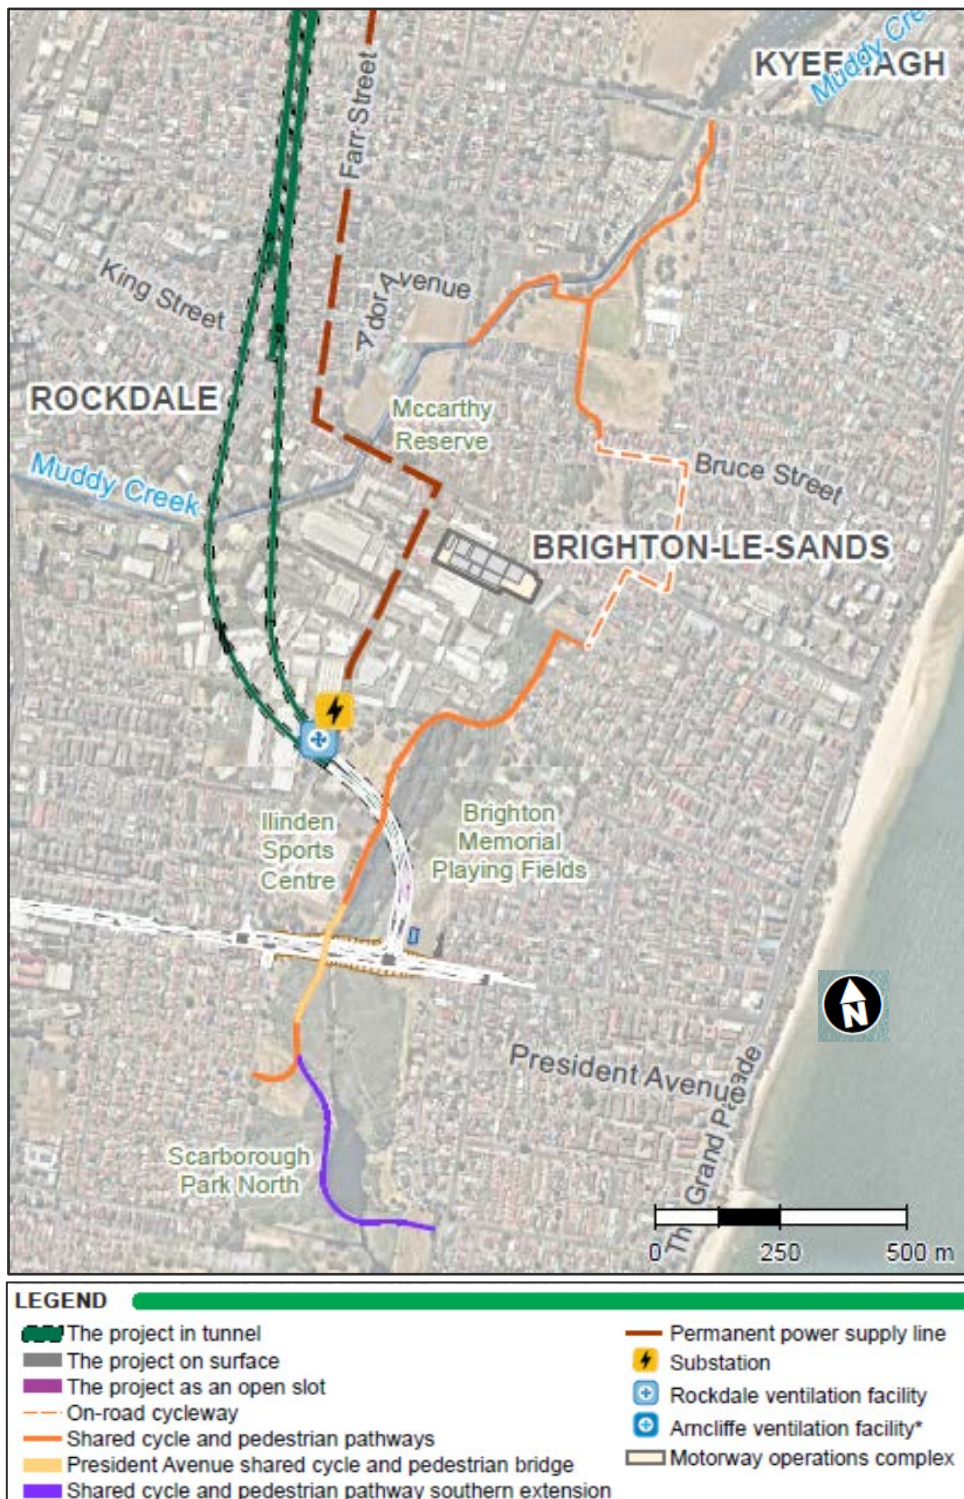 KYEEMAGH
Muddy Creek
Farr Street
King Street
Ador Avenue
ROCKDALE
Mccarthy
Reserve
Muddy Creek
Bruce Street
BRIGHTON-LE-SANDS
Ilinden
Sports
Centre
Brighton
Memorial
Playing Fields
N
President Avenue
The Grand Parade
Scarborough
Park North
0 250 500 m
LEGEND
The project in tunnel
The project on surface
The project as an open slot
On-road cycleway
Shared cycle and pedestrian pathways
President Avenue shared cycle and pedestrian bridge
Shared cycle and pedestrian pathway southern extension
Permanent power supply line
Substation
Rockdale ventilation facility
Arncliffe ventilation facility*
Motorway operations complex